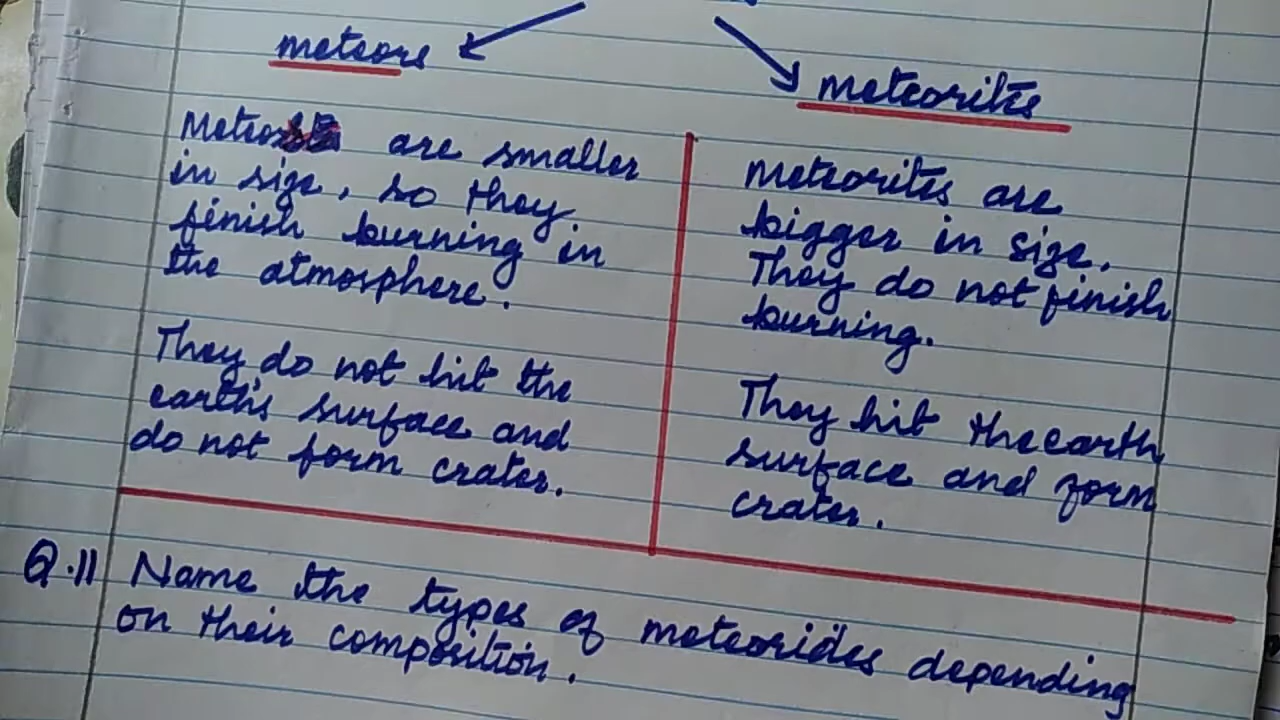 meteors
meteorites
Meteors are smaller
in size, so they
finish burning in
the atmosphere.
They do not hit the
earth's surface and
do not form crater.
Meteorites are
bigger in size.
They do not finish
burning.
They hit the earth
surface and form
crater.
Q.11 Name the types of meteorides depending
on their composition.